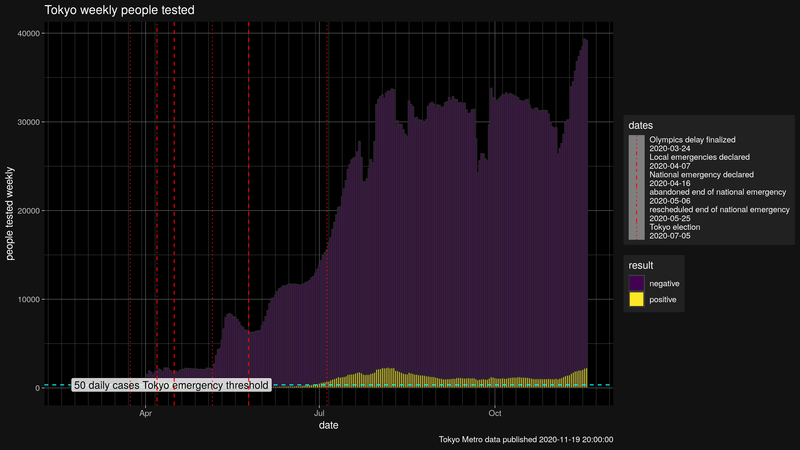 Tokyo weekly people tested
people tested weekly
40000
30000
20000
10000
0
50 daily cases Tokyo emergency threshold
Apr
Jul
Oct
date
dates
Olympics delay finalized
2020-03-24
Local emergencies declared
2020-04-07
National emergency declared
2020-04-16
abandoned end of national emergency
2020-05-06
rescheduled end of national emergency
2020-05-25
Tokyo election
2020-07-05
result
negative
positive
Tokyo Metro data published 2020-11-19 20:00:00